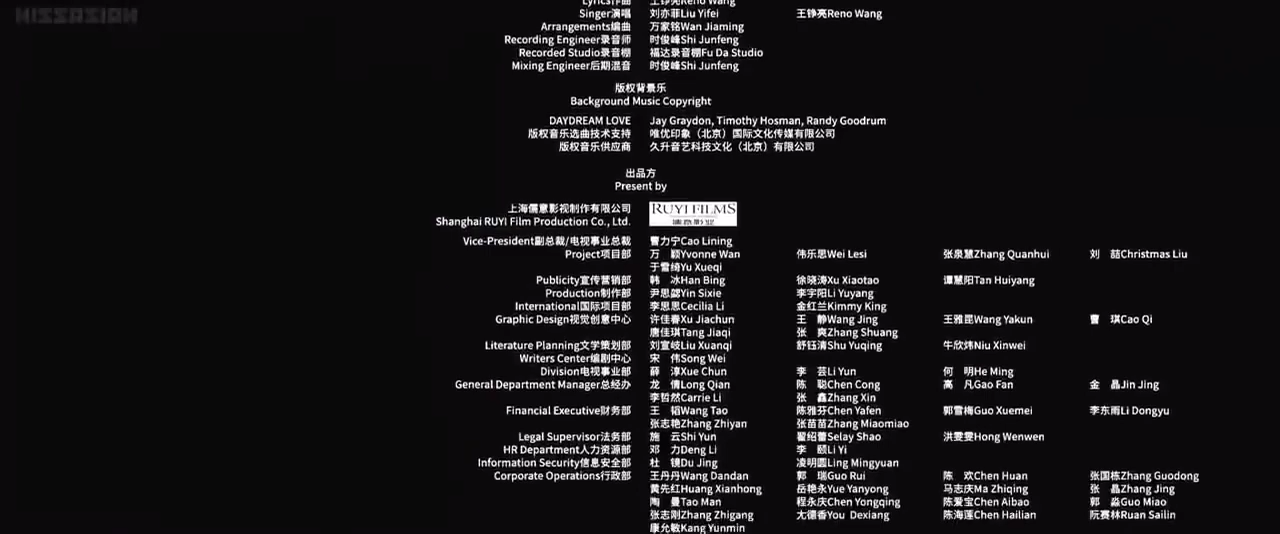 HISSASION
Lyrics作曲 王铮亮Reno Wang
Singer演唱 刘亦菲Liu Yifei 王铮亮Reno Wang
Arrangements编曲 万家铭Wan Jiaming
Recording Engineer录音师 时俊峰Shi Junfeng
Recorded Studio录音棚 福达录音棚Fu Da Studio
Mixing Engineer后期混音 时俊峰Shi Junfeng
版权背景乐
Background Music Copyright
DAYDREAM LOVE Jay Graydon, Timothy Hosman, Randy Goodrum
版权音乐选曲技术支持 唯优印象（北京）国际文化传媒有限公司
版权音乐供应商 久升音艺科技文化（北京）有限公司
出品方
Present by
上海儒意影视制作有限公司
Shanghai RUYI Film Production Co., Ltd.
RUYI FILMS
儒意影业
Vice-President副总裁/电视事业总裁 曹力宁Cao Lining
Project项目部 万 颖Yvonne Wan 伟乐思Wei Lesi 张泉慧Zhang Quanhui 刘 喆Christmas Liu
于雪绮Yu Xueqi
Publicity宣传营销部 韩 冰Han Bing 徐晓涛Xu Xiaotao 谭慧阳Tan Huiyang
Production制作部 尹思勰Yin Sixie 李宇阳Li Yuyang
International国际项目部 李思思Cecilia Li 金红兰Kimmy King
Graphic Design视觉创意中心 许佳春Xu Jiachun 王 静Wang Jing 王雅昆Wang Yakun 曹 琪Cao Qi
唐佳琪Tang Jiaqi 张 爽Zhang Shuang
Literature Planning文学策划部 刘宣岐Liu Xuanqi 舒钰清Shu Yuqing 牛欣炜Niu Xinwei
Writers Center编剧中心 宋 伟Song Wei
Division电视事业部 薛 淳Xue Chun 李 芸Li Yun 何 明He Ming
General Department Manager总经办 龙 倩Long Qian 陈 聪Chen Cong 高 凡Gao Fan 金 晶Jin Jing
李哲然Carrie Li 张 鑫Zhang Xin
Financial Executive财务部 王 韬Wang Tao 陈雅芬Chen Yafen 郭雪梅Guo Xuemei 李东雨Li Dongyu
张志艳Zhang Zhiyan 张苗苗Zhang Miaomiao
Legal Supervisor法务部 施 云Shi Yun 翟绍蕾Selay Shao 洪雯雯Hong Wenwen
HR Department人力资源部 邓 力Deng Li 李 颐Li Yi
Information Security信息安全部 杜 镜Du Jing 凌明圆Ling Mingyuan
Corporate Operations行政部 王丹丹Wang Dandan 郭 瑞Guo Rui 陈 欢Chen Huan 张国栋Zhang Guodong
黄先红Huang Xianhong 岳艳永Yue Yanyong 马志庆Ma Zhiqing 张 晶Zhang Jing
陶 曼Tao Man 程永庆Chen Yongqing 陈爱宝Chen Aibao 郭 淼Guo Miao
张志刚Zhang Zhigang 尤德香You Dexiang 陈海莲Chen Hailian 阮赛林Ruan Sailin
康允敏Kang Yunmin